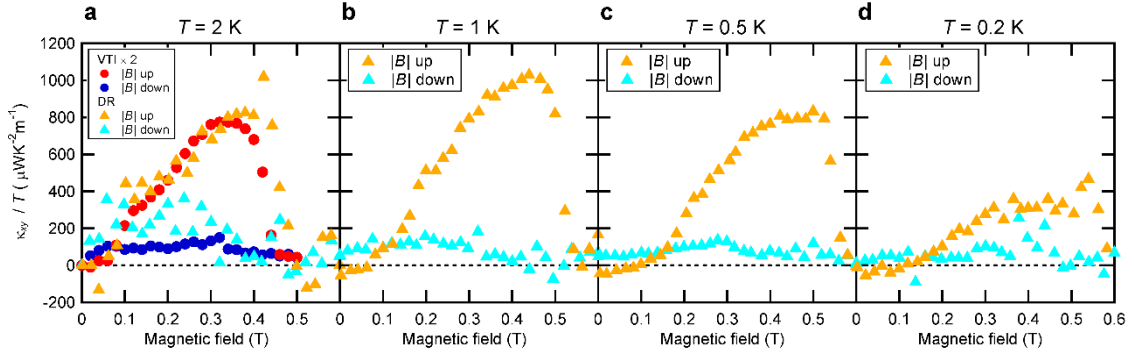 a b c d
T = 2 K T = 1 K T = 0.5 K T = 0.2 K
1200
1000
800
600
400
200
0
-200
κxy / T ( μWK⁻²m⁻¹)
VTI × 2
|B| up
|B| down
DR
|B| up
|B| down
|B| up
|B| down
|B| up
|B| down
|B| up
|B| down
0 0.1 0.2 0.3 0.4 0.5 0 0.1 0.2 0.3 0.4 0.5 0 0.1 0.2 0.3 0.4 0.5 0 0.1 0.2 0.3 0.4 0.5 0.6
Magnetic field (T) Magnetic field (T) Magnetic field (T) Magnetic field (T)